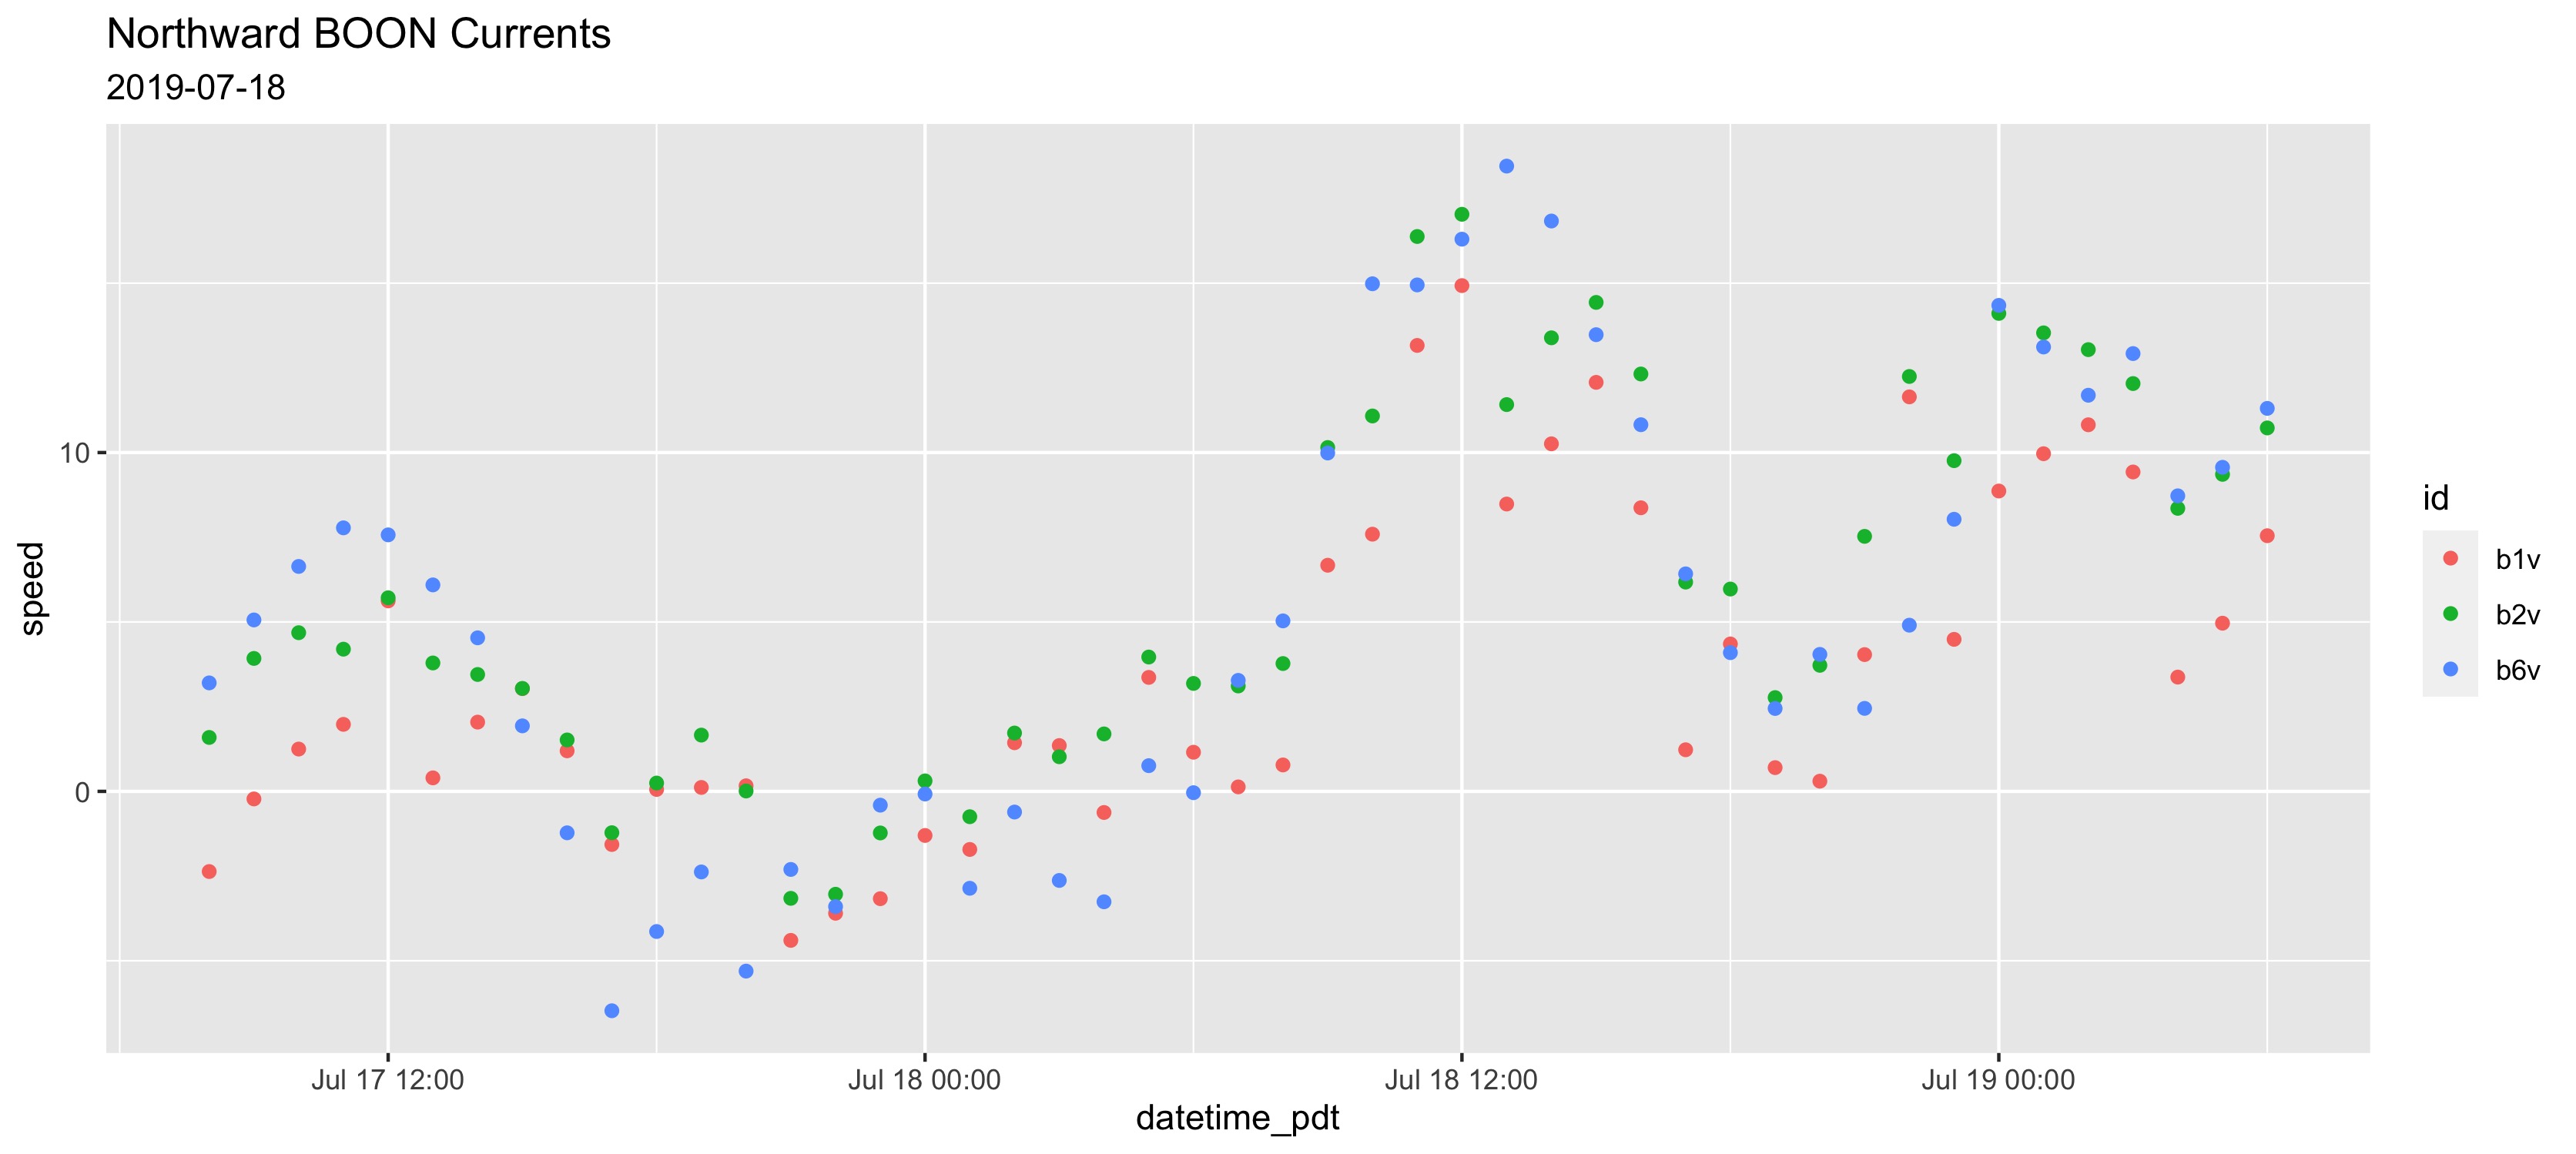 Northward BOON Currents
2019-07-18
speed
10
0
Jul 17 12:00
Jul 18 00:00
Jul 18 12:00
Jul 19 00:00
datetime_pdt
id
b1v
b2v
b6v